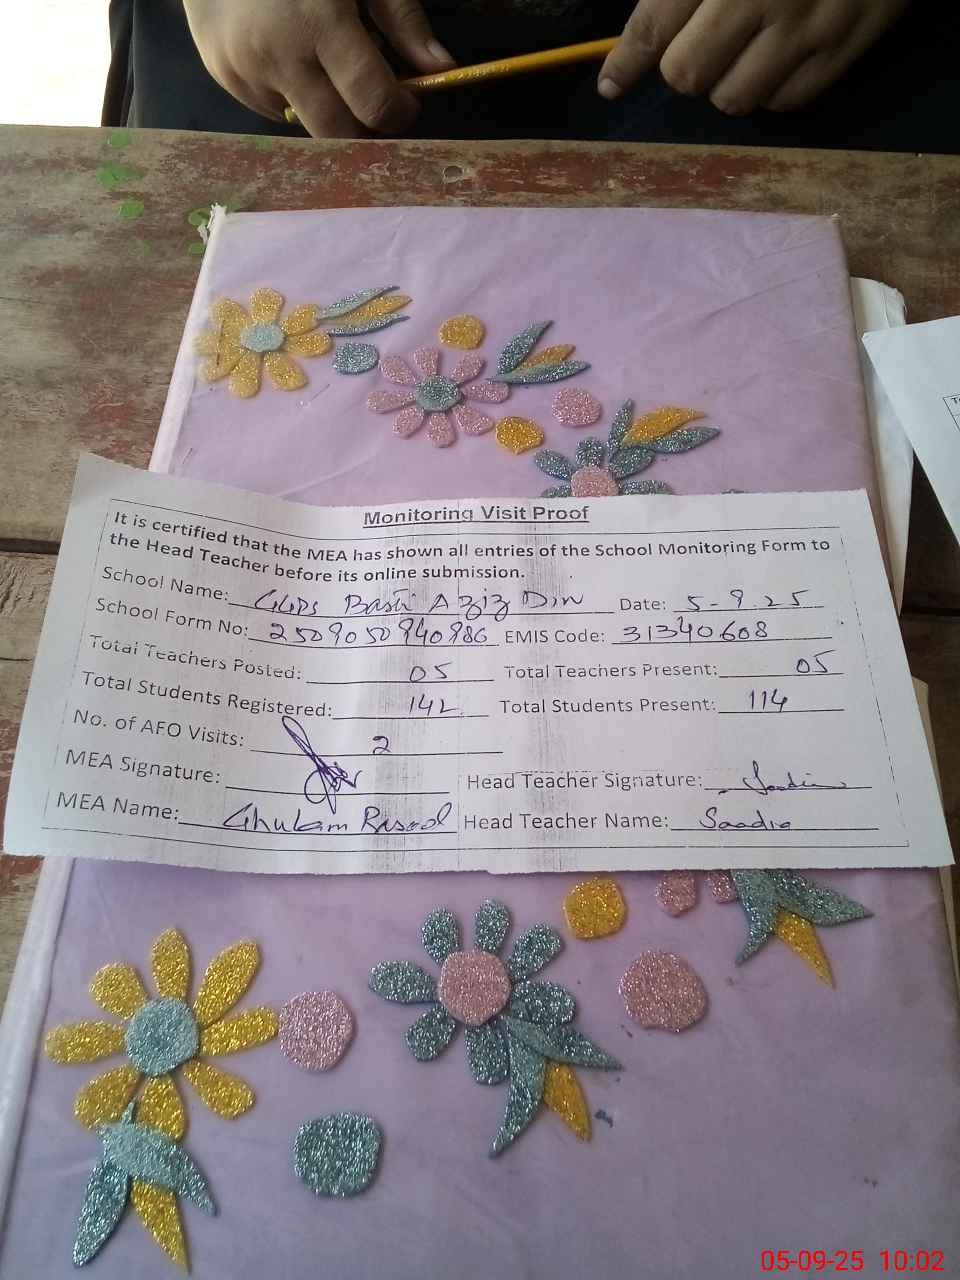 Monitoring Visit Proof
It is certified that the MEA has shown all entries of the School Monitoring Form to
the Head Teacher before its online submission.
School Name: GGPS Basti Aziz Din Date: 5-9-25
School Form No: 2509050940986 EMIS Code: 31340608
Total Teachers Posted: 05 Total Teachers Present: 05
Total Students Registered: 142 Total Students Present: 114
No. of AEO Visits: 2
MEA Signature: Head Teacher Signature: Sadia
MEA Name: Ghulam Rasool Head Teacher Name: Saadia
05-09-25 10:02